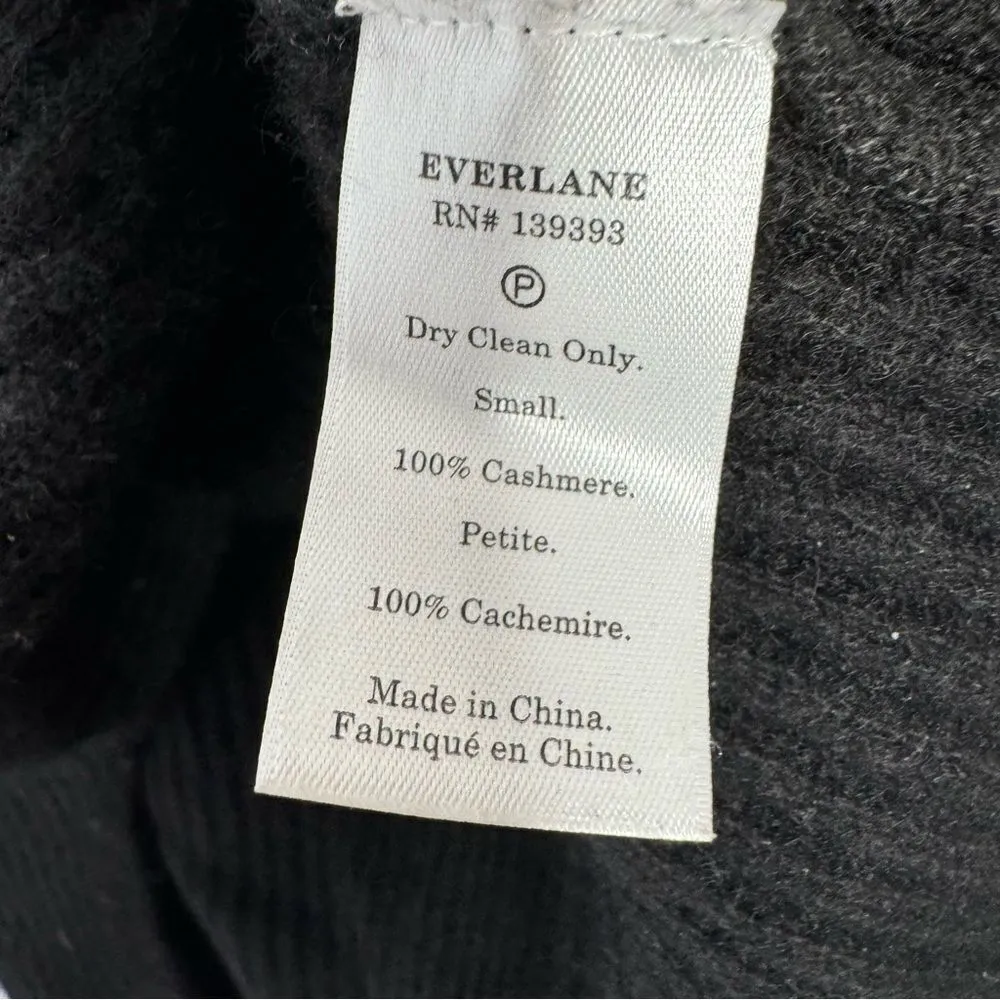 EVERLANE
RN# 139393
Ⓟ
Dry Clean Only.
Small.
100% Cashmere.
Petite.
100% Cachemire.
Made in China.
Fabriqué en Chine.